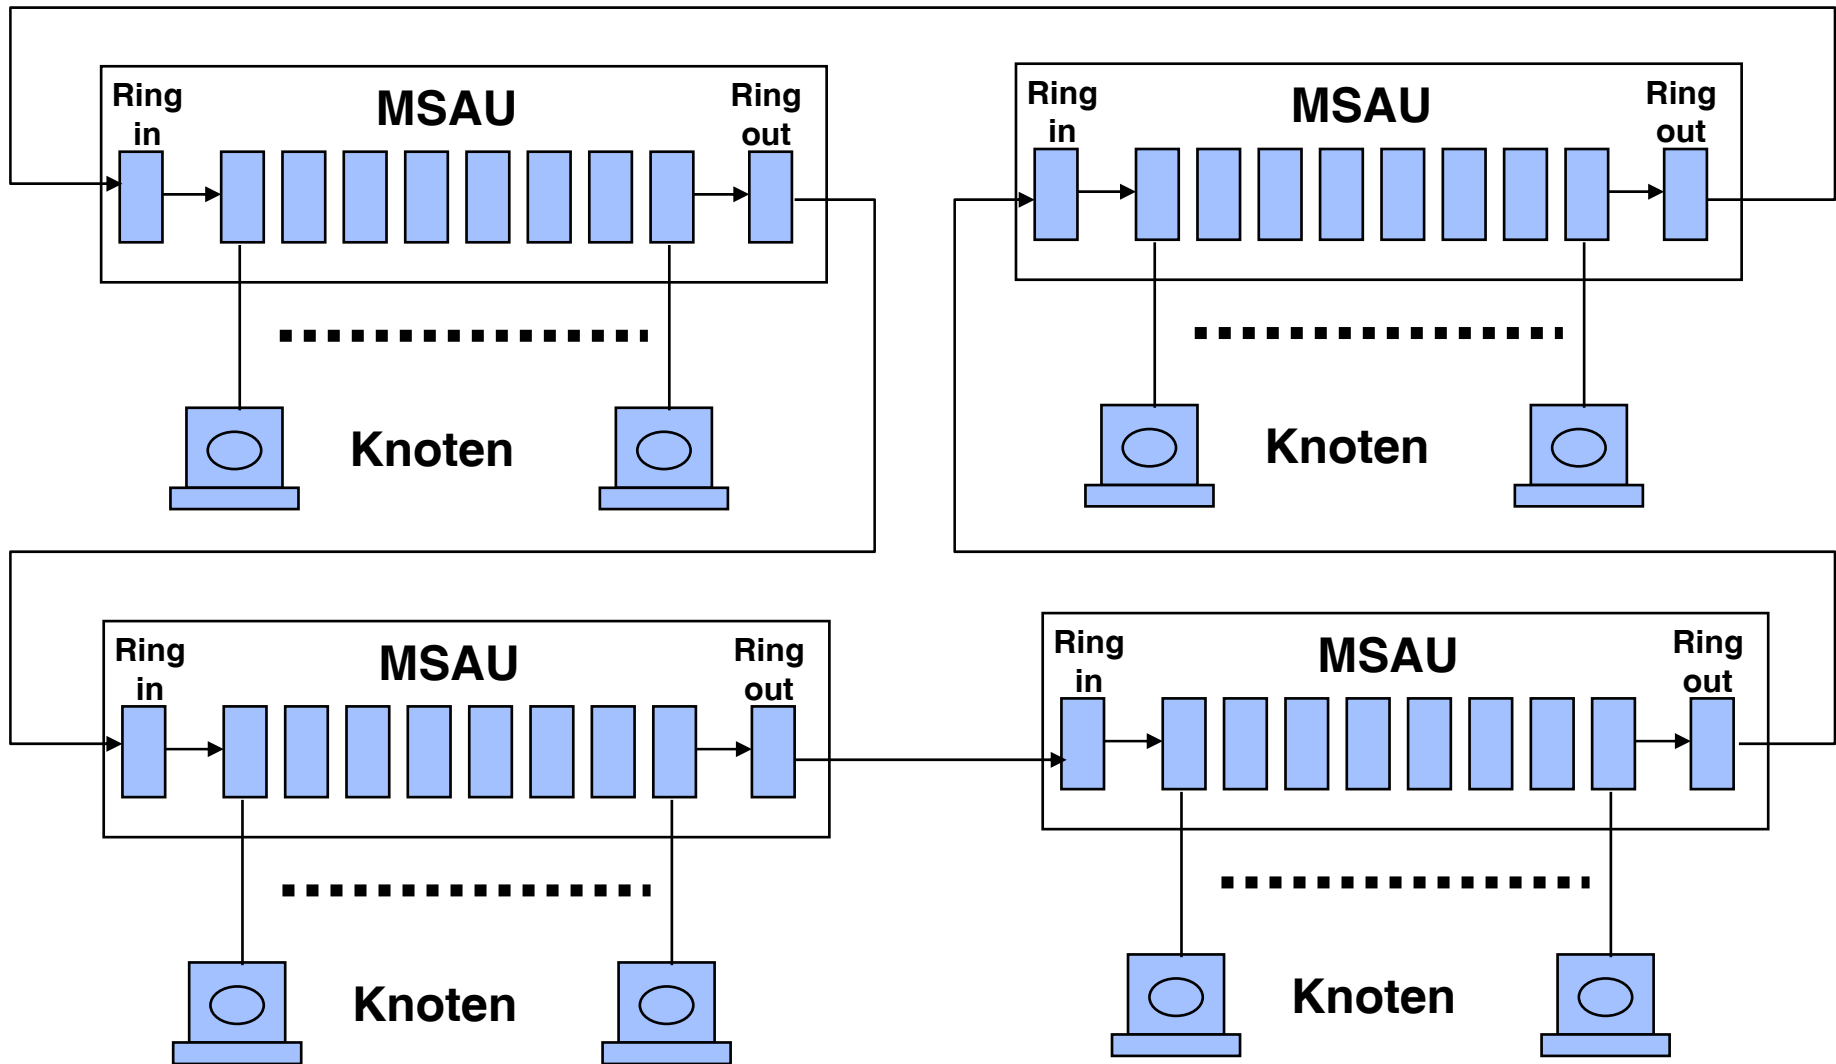 Ring
in
MSAU
Ring
out
Knoten
Ring
in
MSAU
Ring
out
Knoten
Ring
in
MSAU
Ring
out
Knoten
Ring
in
MSAU
Ring
out
Knoten